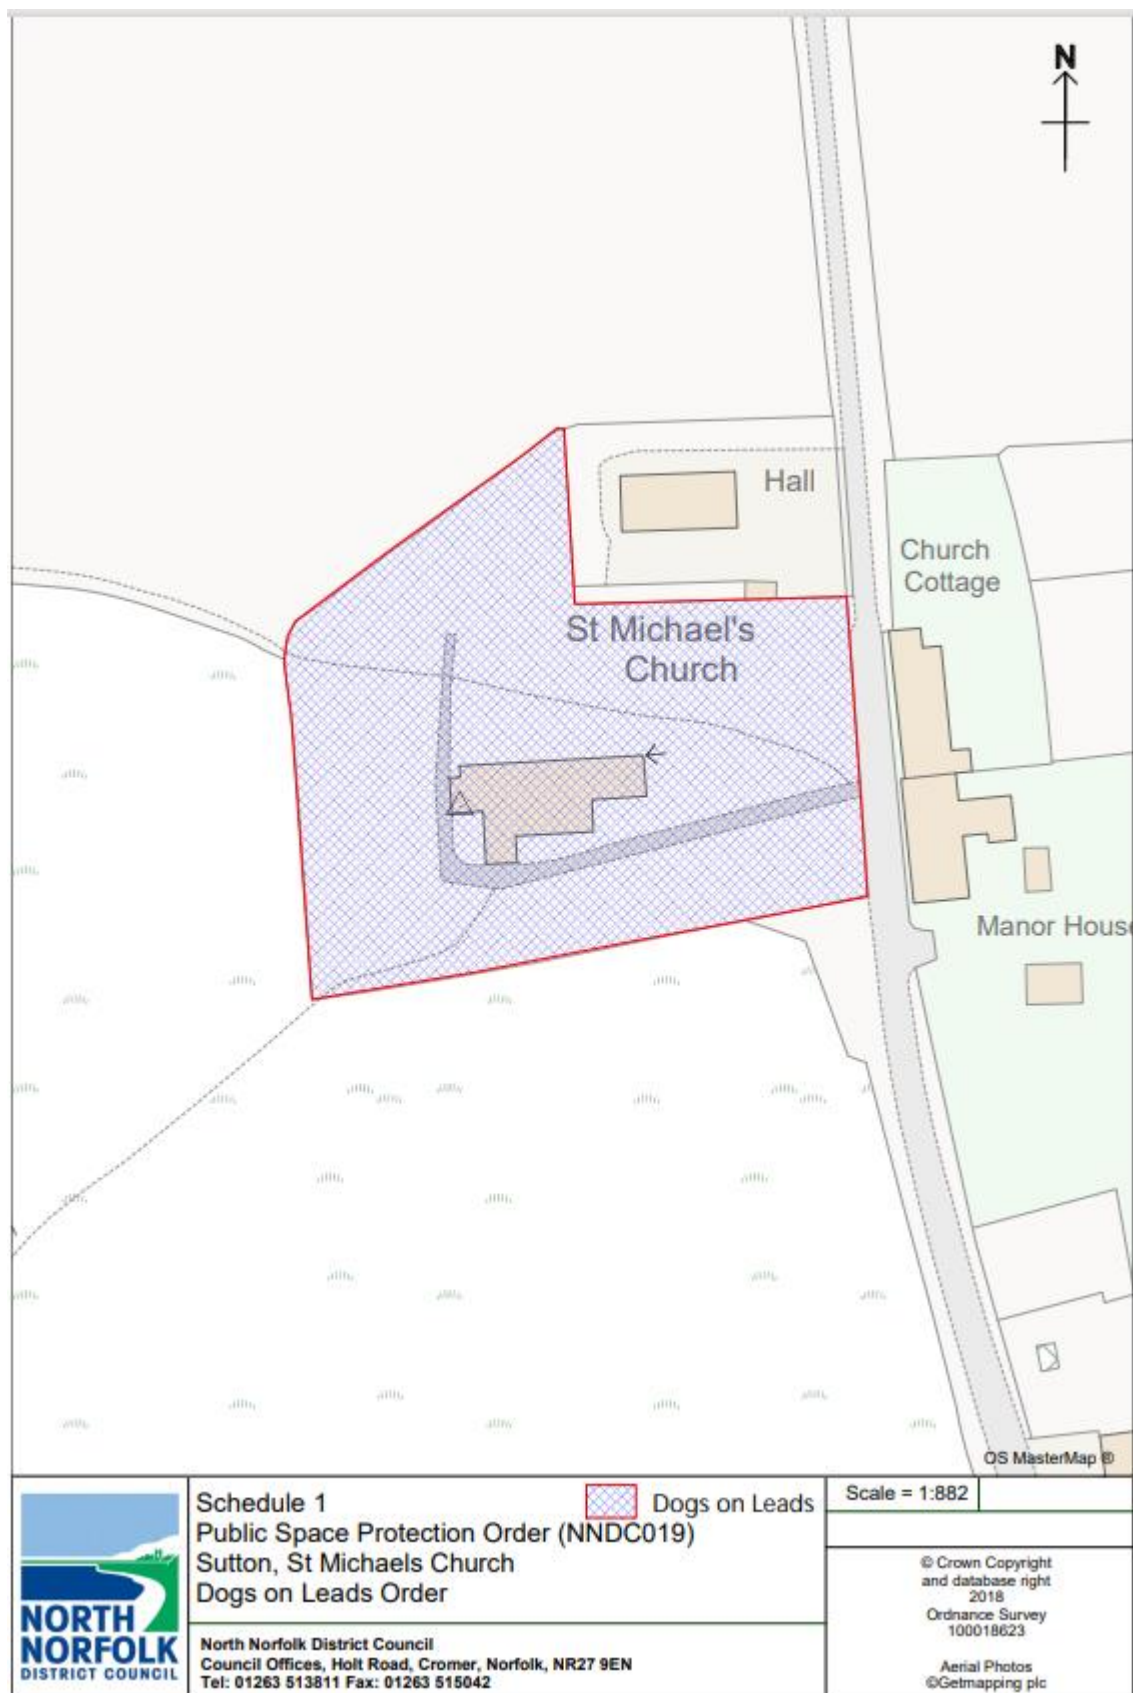 N
Hall
Church
Cottage
St Michael's
Church
Manor House
OS MasterMap ®
NORTH
NORFOLK
DISTRICT COUNCIL
Schedule 1
Dogs on Leads
Public Space Protection Order (NNDC019)
Sutton, St Michaels Church
Dogs on Leads Order
North Norfolk District Council
Council Offices, Holt Road, Cromer, Norfolk, NR27 9EN
Tel: 01263 513811 Fax: 01263 515042
Scale = 1:882
© Crown Copyright
and database right
2018
Ordnance Survey
100018623
Aerial Photos
©Getmapping plc